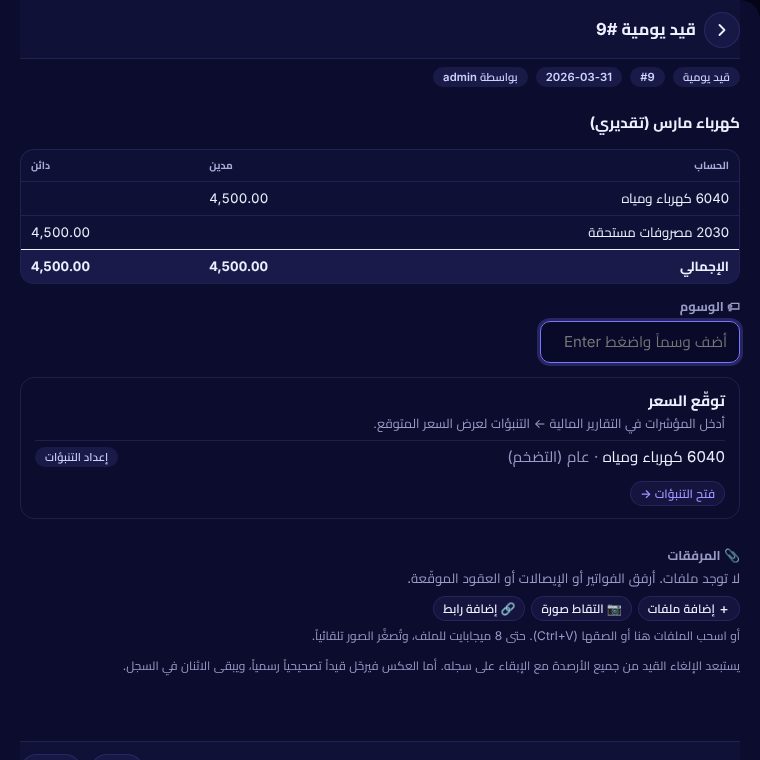 قيد يومية #9
قيد يومية #9 2026-03-31 بواسطة admin
كهرباء مارس (تقديري)
الحساب مدين دائن
6040 كهرباء ومياه 4,500.00
2030 مصروفات مستحقة 4,500.00
الإجمالي 4,500.00 4,500.00
الوسوم
أضف وسماً واضغط Enter
توقّع السعر
أدخل المؤشرات في التقارير المالية ← التنبؤات لعرض السعر المتوقع.
6040 كهرباء ومياه · عام (التضخم) إعداد التنبؤات
فتح التنبؤات →
المرفقات
لا توجد ملفات. أرفق الفواتير أو الإيصالات أو العقود الموقّعة.
+ إضافة ملفات التقاط صورة إضافة رابط
أو اسحب الملفات هنا أو الصقها (Ctrl+V). حتى 8 ميجابايت للملف، وتُصغَّر الصور تلقائياً.
يستبعد الإلغاء القيد من جميع الأرصدة مع الإبقاء على سجله. أما العكس فيرحّل قيداً تصحيحياً رسمياً، ويبقى الاثنان في السجل.